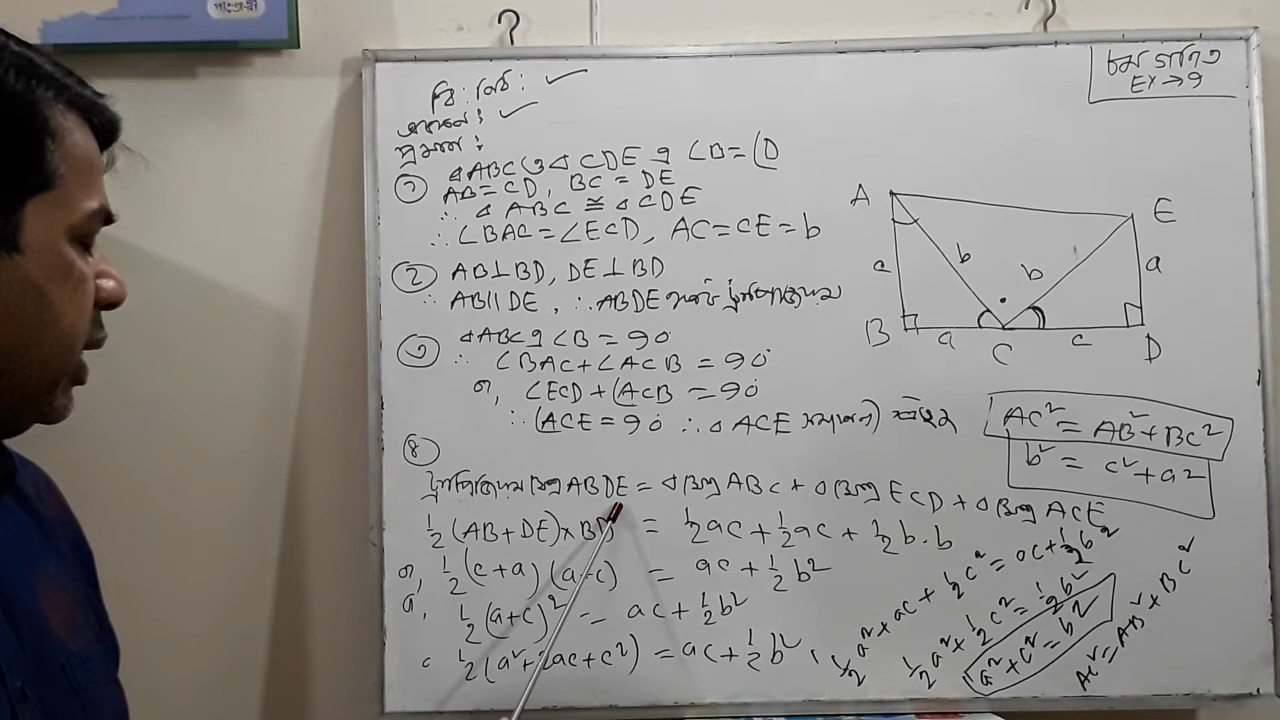 পাঞ্জেরী
৮ম গণিত
EX → ৯
বি: নির্ব:
অংকন:
প্রমাণ:
① △ABC ও △CDE এ ∠B = ∠D
AB = CD, BC = DE
∴ △ABC ≅ △CDE
∴ ∠BAC = ∠ECD, AC = CE = b
② AB⊥BD, DE⊥BD
∴ AB || DE, ∴ ABDE একটি ট্রাপিজিয়াম
③ △ABC এ ∠B = 90°
∴ ∠BAC + ∠ACB = 90°
বা, ∠ECD + ∠ACB = 90°
∴ ∠ACE = 90° ∴ △ACE সমকোণী
④
ট্রাপিজিয়াম ক্ষেত্র ABDE = △ক্ষেত্র ABC + △ক্ষেত্র ECD + △ক্ষেত্র ACE
½(AB + DE) × BD = ½ac + ½ac + ½b.b
বা, ½(c + a)(a + c) = ac + ½b²
বা, ½(a + c)² = ac + ½b²
½(a² + 2ac + c²) = ac + ½b²
½a² + ac + ½c² = ac + ½b²
½a² + ½c² = ½b²
a² + c² = b²
AC² = AB² + BC²
A E
c b b a
B a C c D
AC² = AB² + BC²
b² = c² + a²